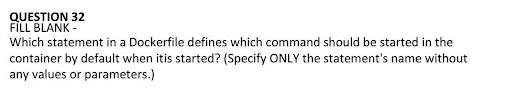 QUESTION 32
FILL BLANK -
Which statement in a Dockerfile defines which command should be started in the
container by default when itis started? (Specify ONLY the statement's name without
any values or parameters.)